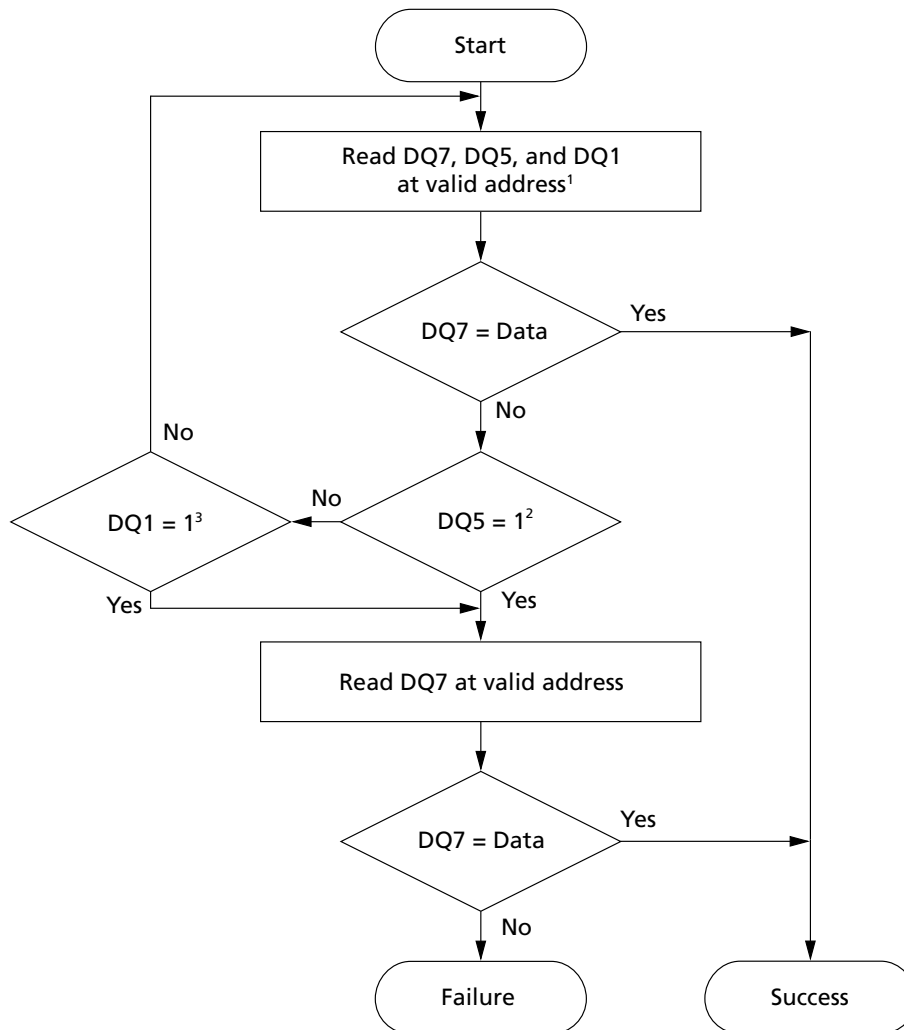 Start
Read DQ7, DQ5, and DQ1
at valid address¹
DQ7 = Data
Yes
No
No
DQ1 = 1³
No
DQ5 = 1²
Yes
Yes
Read DQ7 at valid address
DQ7 = Data
Yes
No
Failure
Success